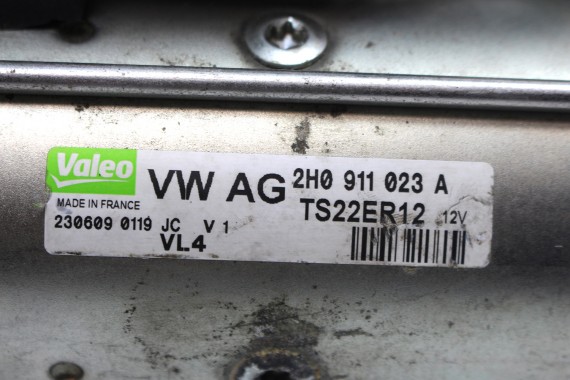 Valeo
VW AG 2H0 911 023 A
MADE IN FRANCE
TS22ER12 12V
230609 0119 JC V 1
VL4